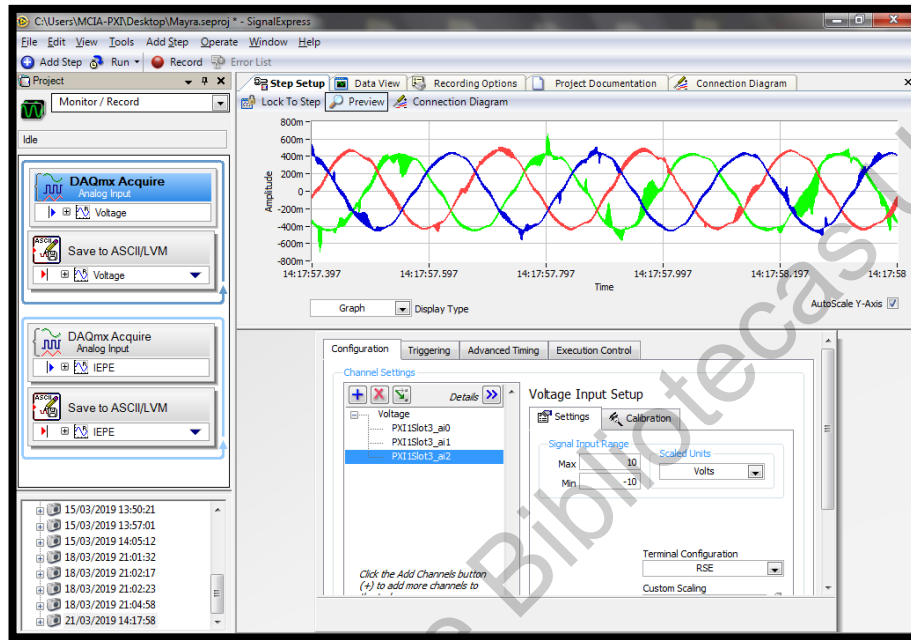 C:\Users\MCIA-PXI\Desktop\Mayra.seproj * - SignalExpress
File Edit View Tools Add Step Operate Window Help
Add Step Run Record Error List
Project
Monitor / Record
Idle
DAQmx Acquire
Analog Input
Voltage
ASCII
Save to ASCII/LVM
Voltage
DAQmx Acquire
Analog Input
IEPE
ASCII
Save to ASCII/LVM
IEPE
15/03/2019 13:50:21
15/03/2019 13:57:01
15/03/2019 14:05:12
18/03/2019 21:01:32
18/03/2019 21:02:17
18/03/2019 21:02:23
18/03/2019 21:04:58
21/03/2019 14:17:58
Step Setup Data View Recording Options Project Documentation Connection Diagram
Lock To Step Preview Connection Diagram
Amplitude
800m
600m
400m
200m
0
-200m
-400m
-600m
-800m
14:17:57.397 14:17:57.597 14:17:57.797 14:17:57.997 14:17:58.197 14:17:58
Time
Graph Display Type
AutoScale Y-Axis
Configuration Triggering Advanced Timing Execution Control
Channel Settings
Details
Voltage
PXI1Slot3_ai0
PXI1Slot3_ai1
PXI1Slot3_ai2
Click the Add Channels button
(+) to add more channels to
Voltage Input Setup
Settings Calibration
Signal Input Range
Max 10
Min -10
Scaled Units
Volts
Terminal Configuration
RSE
Custom Scaling
Bibliotecas